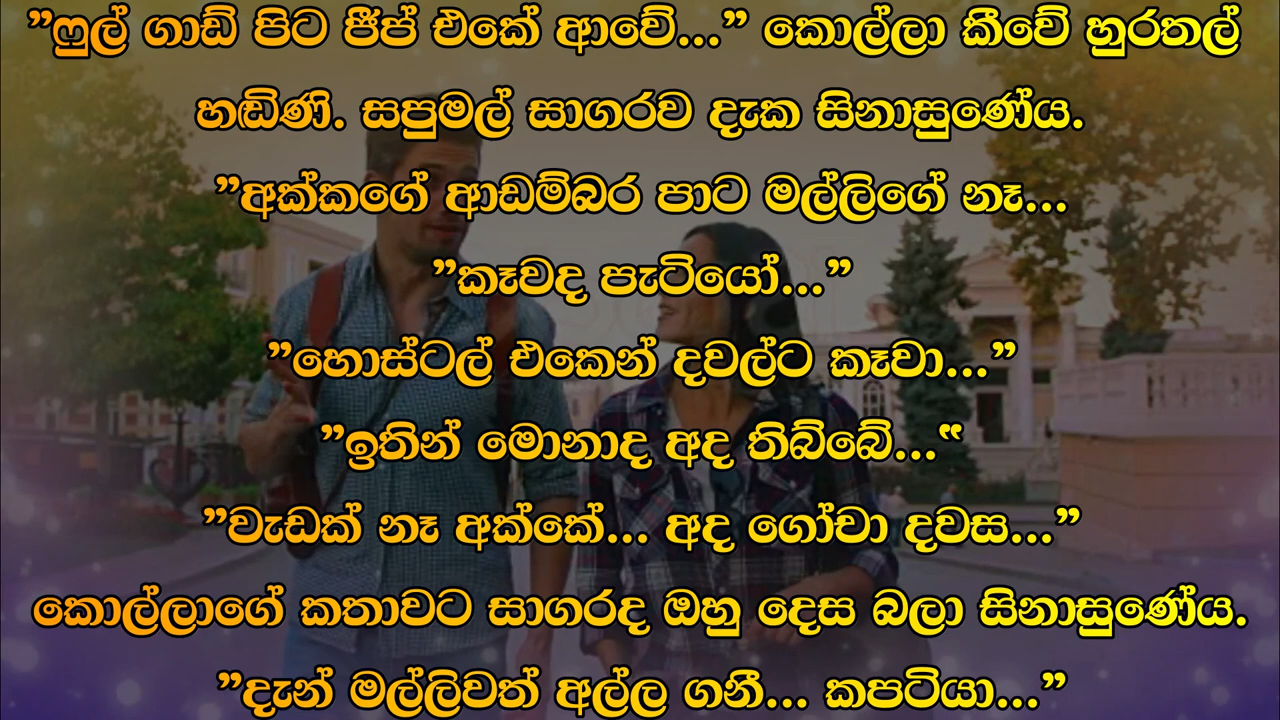 ”ෆුල් ගාඩ් පිට ජීප් එකේ ආවේ...” කොල්ලා කීවේ හුරතල්
හඬිණි. සපුමල් සාගරව දැක සිනාසුණේය.
”අක්කගේ ආඩම්බර පාට මල්ලිගේ නෑ...
”කෑවද පැටියෝ...”
”හොස්ටල් එකෙන් දවල්ට කෑවා...”
”ඉතින් මොනාද අද තිබ්බේ...“
”වැඩක් නෑ අක්කේ... අද ගෝචා දවස...”
කොල්ලාගේ කතාවට සාගරද ඔහු දෙස බලා සිනාසුණේය.
”දැන් මල්ලිවත් අල්ල ගනී... කපටියා...”